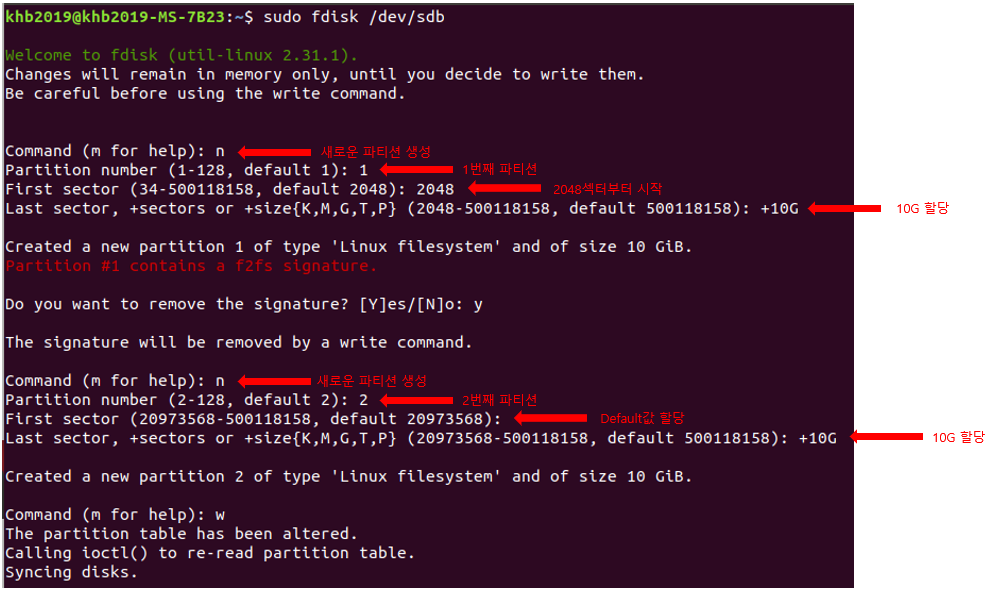 khb2019@khb2019-MS-7B23:~$ sudo fdisk /dev/sdb
Welcome to fdisk (util-linux 2.31.1).
Changes will remain in memory only, until you decide to write them.
Be careful before using the write command.
Command (m for help): n 새로운 파티션 생성
Partition number (1-128, default 1): 1 1번째 파티션
First sector (34-500118158, default 2048): 2048 2048섹터부터 시작
Last sector, +sectors or +size{K,M,G,T,P} (2048-500118158, default 500118158): +10G 10G 할당
Created a new partition 1 of type 'Linux filesystem' and of size 10 GiB.
Partition #1 contains a f2fs signature.
Do you want to remove the signature? [Y]es/[N]o: y
The signature will be removed by a write command.
Command (m for help): n 새로운 파티션 생성
Partition number (2-128, default 2): 2 2번째 파티션
First sector (20973568-500118158, default 20973568): Default값 할당
Last sector, +sectors or +size{K,M,G,T,P} (20973568-500118158, default 500118158): +10G 10G 할당
Created a new partition 2 of type 'Linux filesystem' and of size 10 GiB.
Command (m for help): w
The partition table has been altered.
Calling ioctl() to re-read partition table.
Syncing disks.